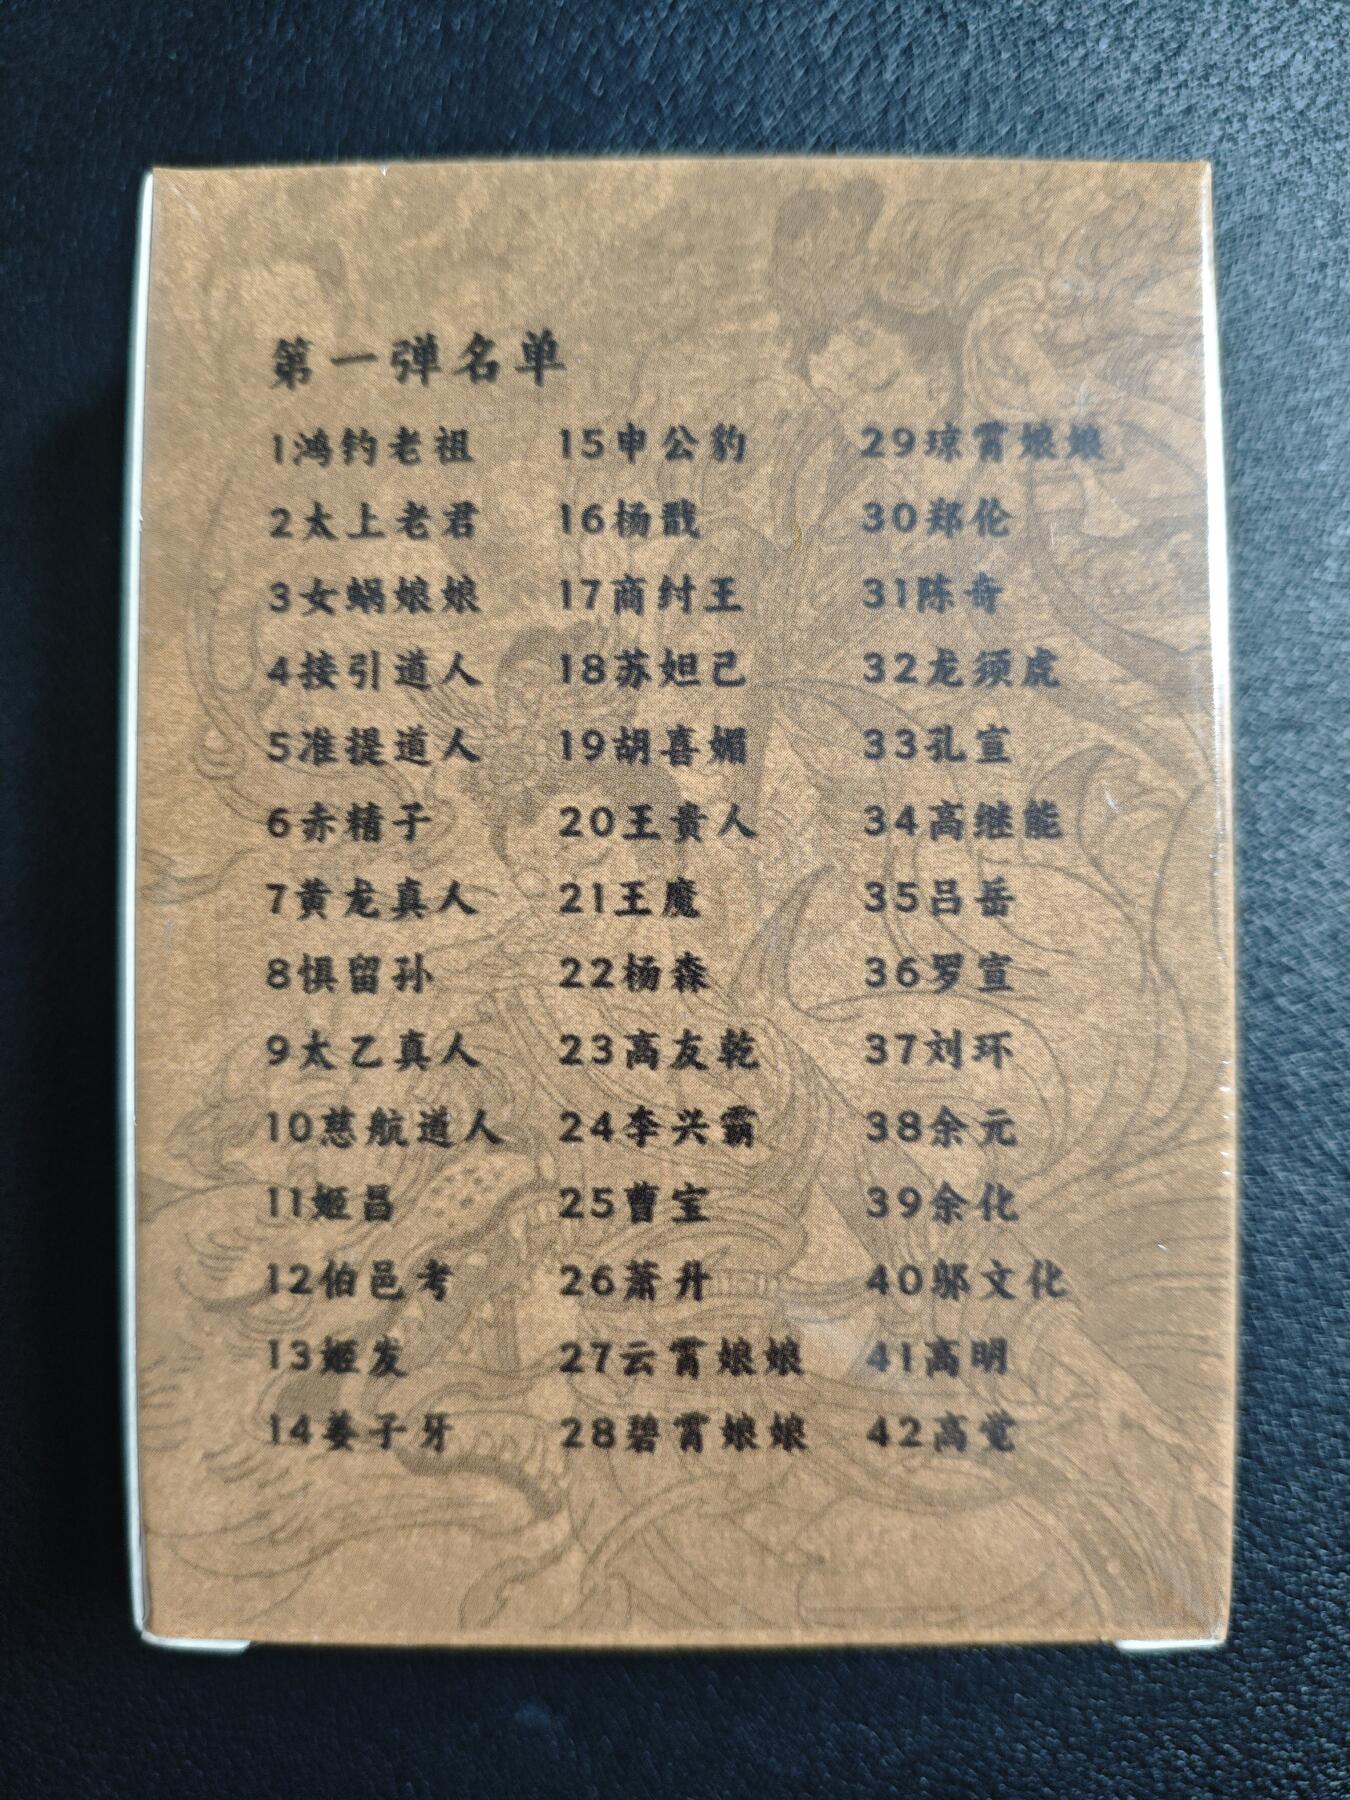 第一弹名单
1鸿钧老祖
2太上老君
3女娲娘娘
4接引道人
5准提道人
6赤精子
7黄龙真人
8惧留孙
9太乙真人
10慈航道人
11姬昌
12伯邑考
13姬发
14姜子牙
15申公豹
16杨戬
17商纣王
18苏妲己
19胡喜媚
20王贵人
21王魔
22杨森
23高友乾
24李兴霸
25曹宝
26萧升
27云霄娘娘
28碧霄娘娘
29琼霄娘娘
30郑伦
31陈奇
32龙须虎
33孔宣
34高继能
35吕岳
36罗宣
37刘环
38余元
39余化
40邬文化
41高明
42高觉